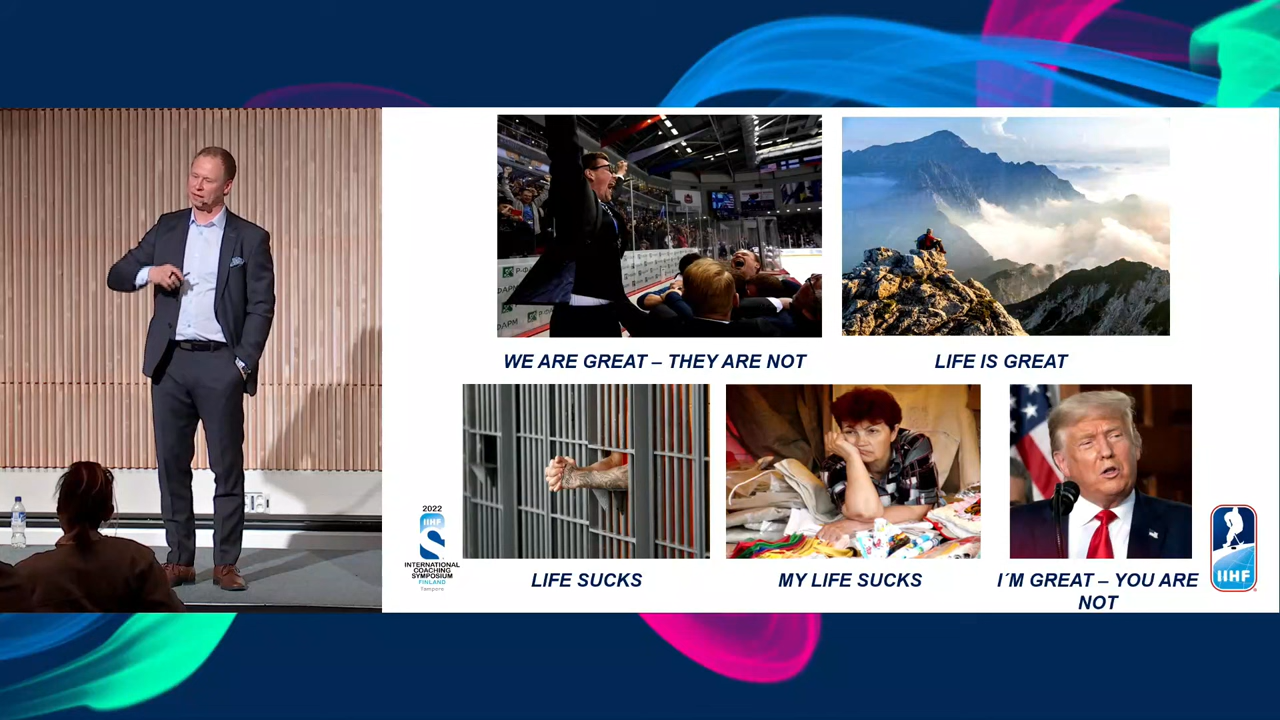 WE ARE GREAT – THEY ARE NOT
LIFE IS GREAT
LIFE SUCKS
MY LIFE SUCKS
I´M GREAT – YOU ARE
NOT
2022
IIHF
INTERNATIONAL
COACHING
SYMPOSIUM
FINLAND
Tampere
IIHF